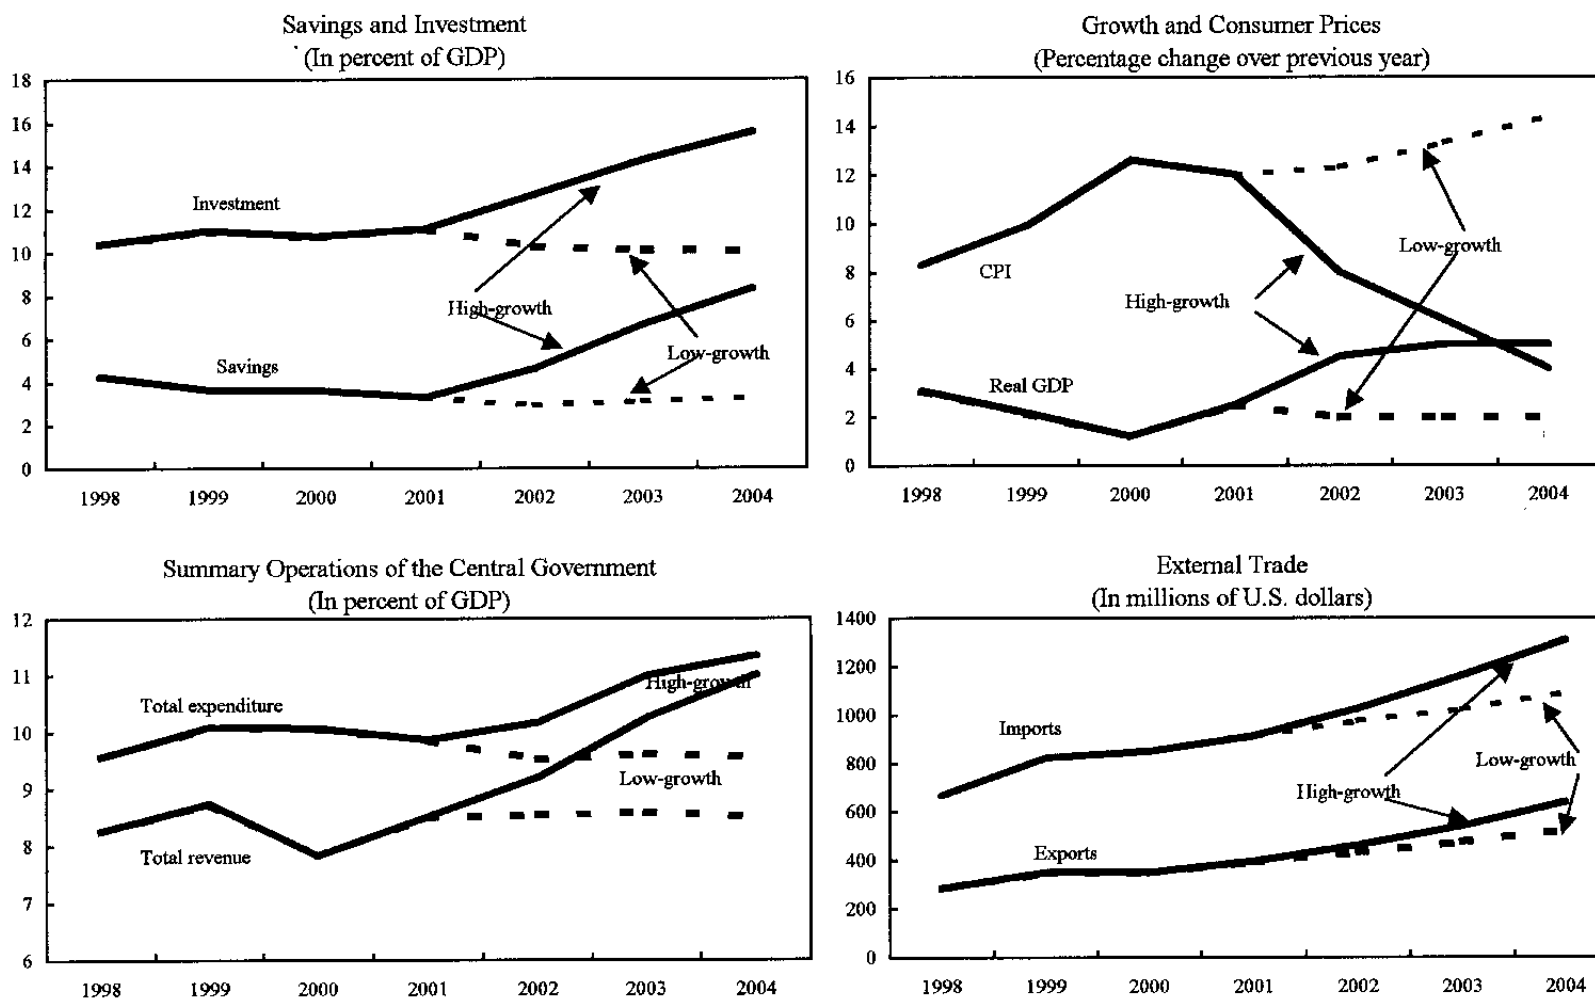 Savings and Investment
(In percent of GDP)
18
16
14
12
10
8
6
4
2
0
Investment
High-growth
Low-growth
Savings
1998 1999 2000 2001 2002 2003 2004
Growth and Consumer Prices
(Percentage change over previous year)
16
14
12
10
8
6
4
2
0
Low-growth
CPI
High-growth
Real GDP
1998 1999 2000 2001 2002 2003 2004
Summary Operations of the Central Government
(In percent of GDP)
12
11
10
9
8
7
6
High-growth
Total expenditure
Low-growth
Total revenue
1998 1999 2000 2001 2002 2003 2004
External Trade
(In millions of U.S. dollars)
1400
1200
1000
800
600
400
200
0
Imports
Low-growth
High-growth
Exports
1998 1999 2000 2001 2002 2003 2004